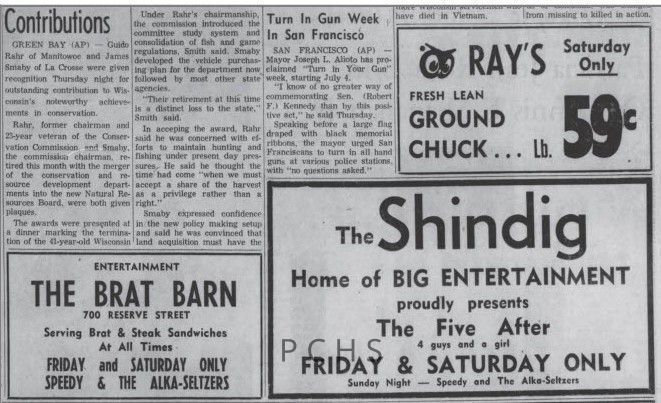 Contributions
GREEN BAY (AP) — Guido
Rahr of Manitowoc and James
Smaby of La Crosse were given
recognition Thursday night for
outstanding contribution to Wis-
consin's noteworthy achieve-
ments in conservation.
Rahr, former chairman and
25-year veteran of the Conser-
vation Commission and Smaby,
the commission chairman, re-
tired this month with the merger
of the conservation and re-
source development depart-
ments into the new Natural Re-
sources Board, were both given
plaques.
The awards were presented at
a dinner marking the termina-
tion of the 41-year-old Wisconsin
Under Rahr's chairmanship,
the commission introduced the
committee study system and
consolidation of fish and game
regulations, Smith said. Smaby
developed the vehicle purchas-
ing plan for the department now
followed by most other state
agencies.
"Their retirement at this time
is a distinct loss to the state,"
Smith said.
In acceping the award, Rahr
said he was concerned with ef-
forts to maintain hunting and
fishing under present day pres-
sures. He said he thought the
time had come "when we must
accept a share of the harvest
as a privilege rather than a
right."
Smaby expressed confidence
in the new policy making setup
and said he was convinced that
land acquisition must have the
Turn In Gun Week
In San Francisco
SAN FRANCISCO (AP) —
Mayor Joseph L. Alioto has pro-
claimed "Turn in Your Gun"
week, starting July 4.
"I know of no greater way of
commemorating Sen. (Robert
F.) Kennedy than by this posi-
tive act," he said Thursday.
Speaking before a large flag
draped with black memorial
ribbons, the mayor urged San
Franciscans to turn in all hand
guns at various police stations,
with "no questions asked."
have died in Vietnam.
from missing to killed in action.
RAY'S
Saturday
Only
FRESH LEAN
GROUND
CHUCK . . . Lb.
59c
ENTERTAINMENT
THE BRAT BARN
700 RESERVE STREET
Serving Brat & Steak Sandwiches
At All Times
FRIDAY and SATURDAY ONLY
SPEEDY & THE ALKA-SELTZERS
The Shindig
Home of BIG ENTERTAINMENT
proudly presents
The Five After
4 guys and a girl
PCHS
FRIDAY & SATURDAY ONLY
Sunday Night — Speedy and The Alka-Seltzers